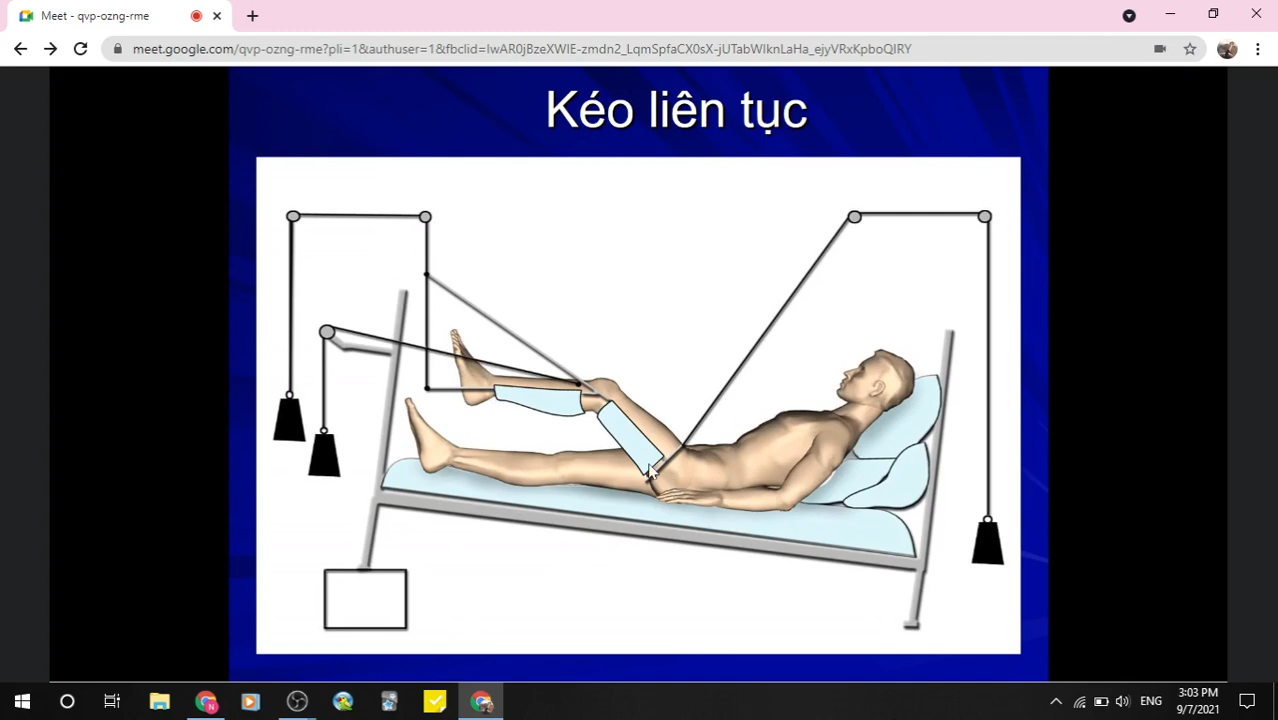 Meet - qvp-ozng-rme
meet.google.com/qvp-ozng-rme?pli=1&authuser=1&fbclid=IwAR0jBzeXWIE-zmdn2_LqmSpfaCX0sX-jUTabWIknLaHa_ejyVRxKpboQIRY
Kéo liên tục
N
ENG
3:03 PM
9/7/2021